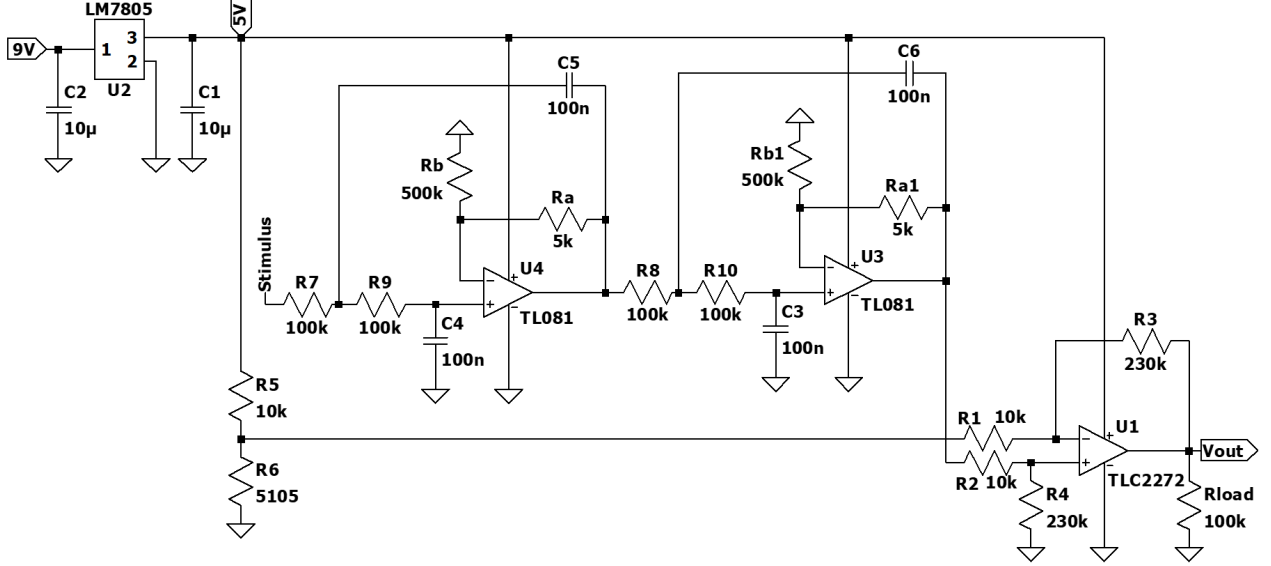 LM7805
9V
1
3
2
U2
5V
C2
10µ
C1
10µ
C5
100n
C6
100n
Rb
500k
Ra
5k
Rb1
500k
Ra1
5k
Stimulus
R7
100k
R9
100k
U4
TL081
C4
100n
R8
100k
R10
100k
U3
TL081
C3
100n
R3
230k
R5
10k
R6
5105
R1 10k
R2 10k
U1
TLC2272
Vout
R4
230k
Rload
100k